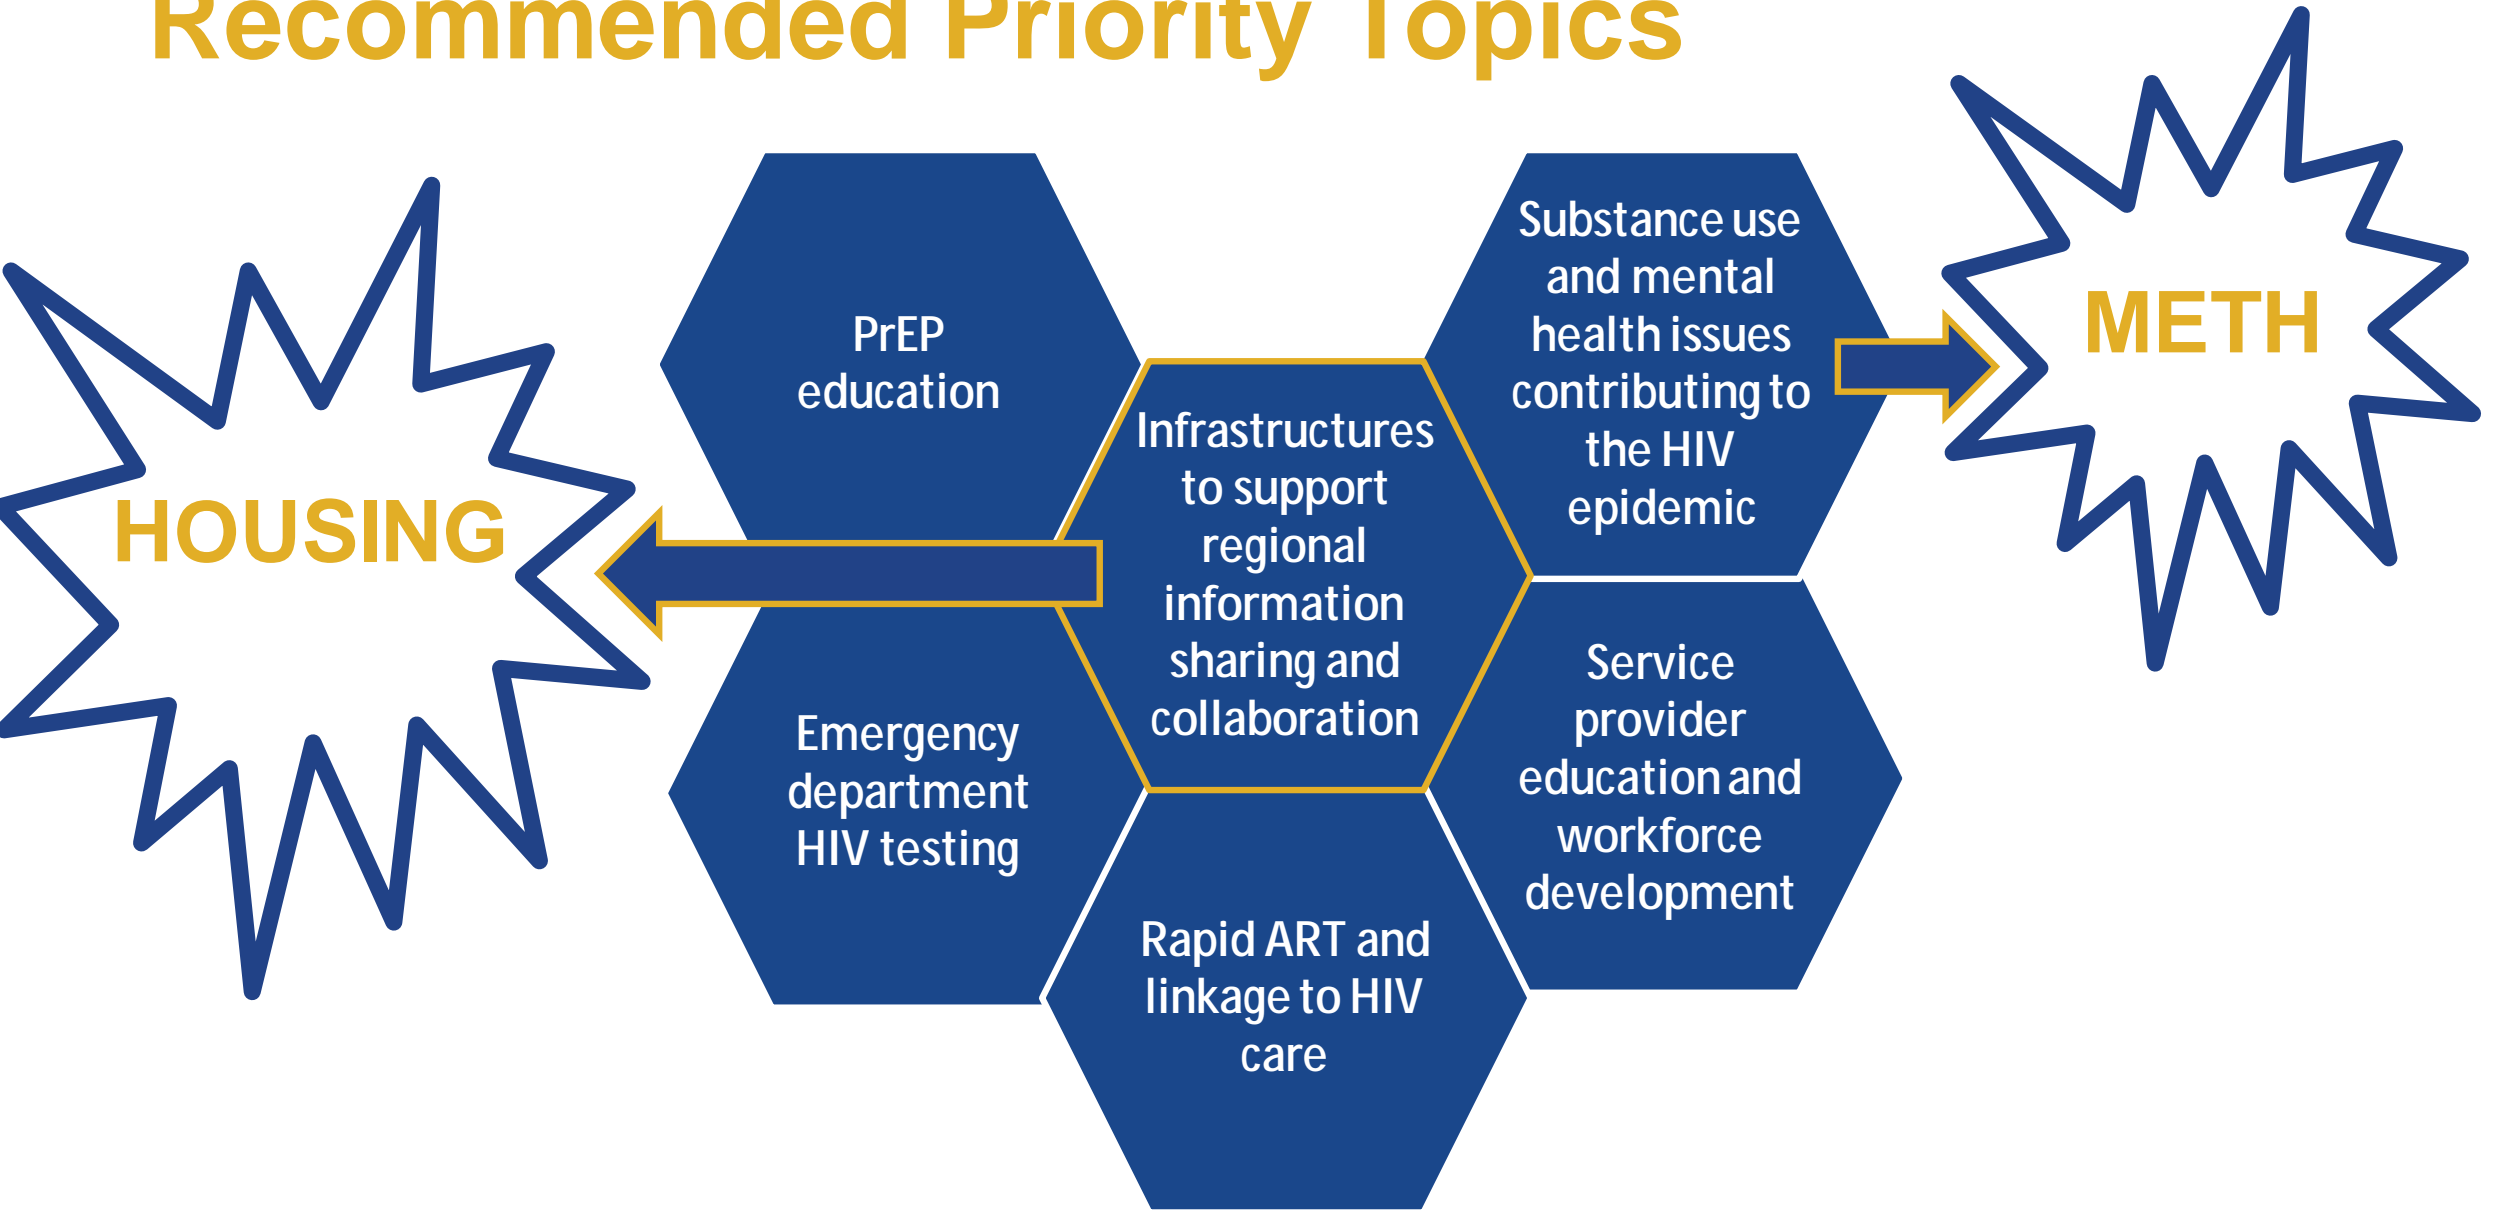 Recommended Priority Topics
PrEP
education
Substance use
and mental
health issues
contributing to
the HIV
epidemic
METH
Infrastructures
to support
regional
information
sharing and
collaboration
HOUSING
Emergency
department
HIV testing
Service
provider
education and
workforce
development
Rapid ART and
linkage to HIV
care